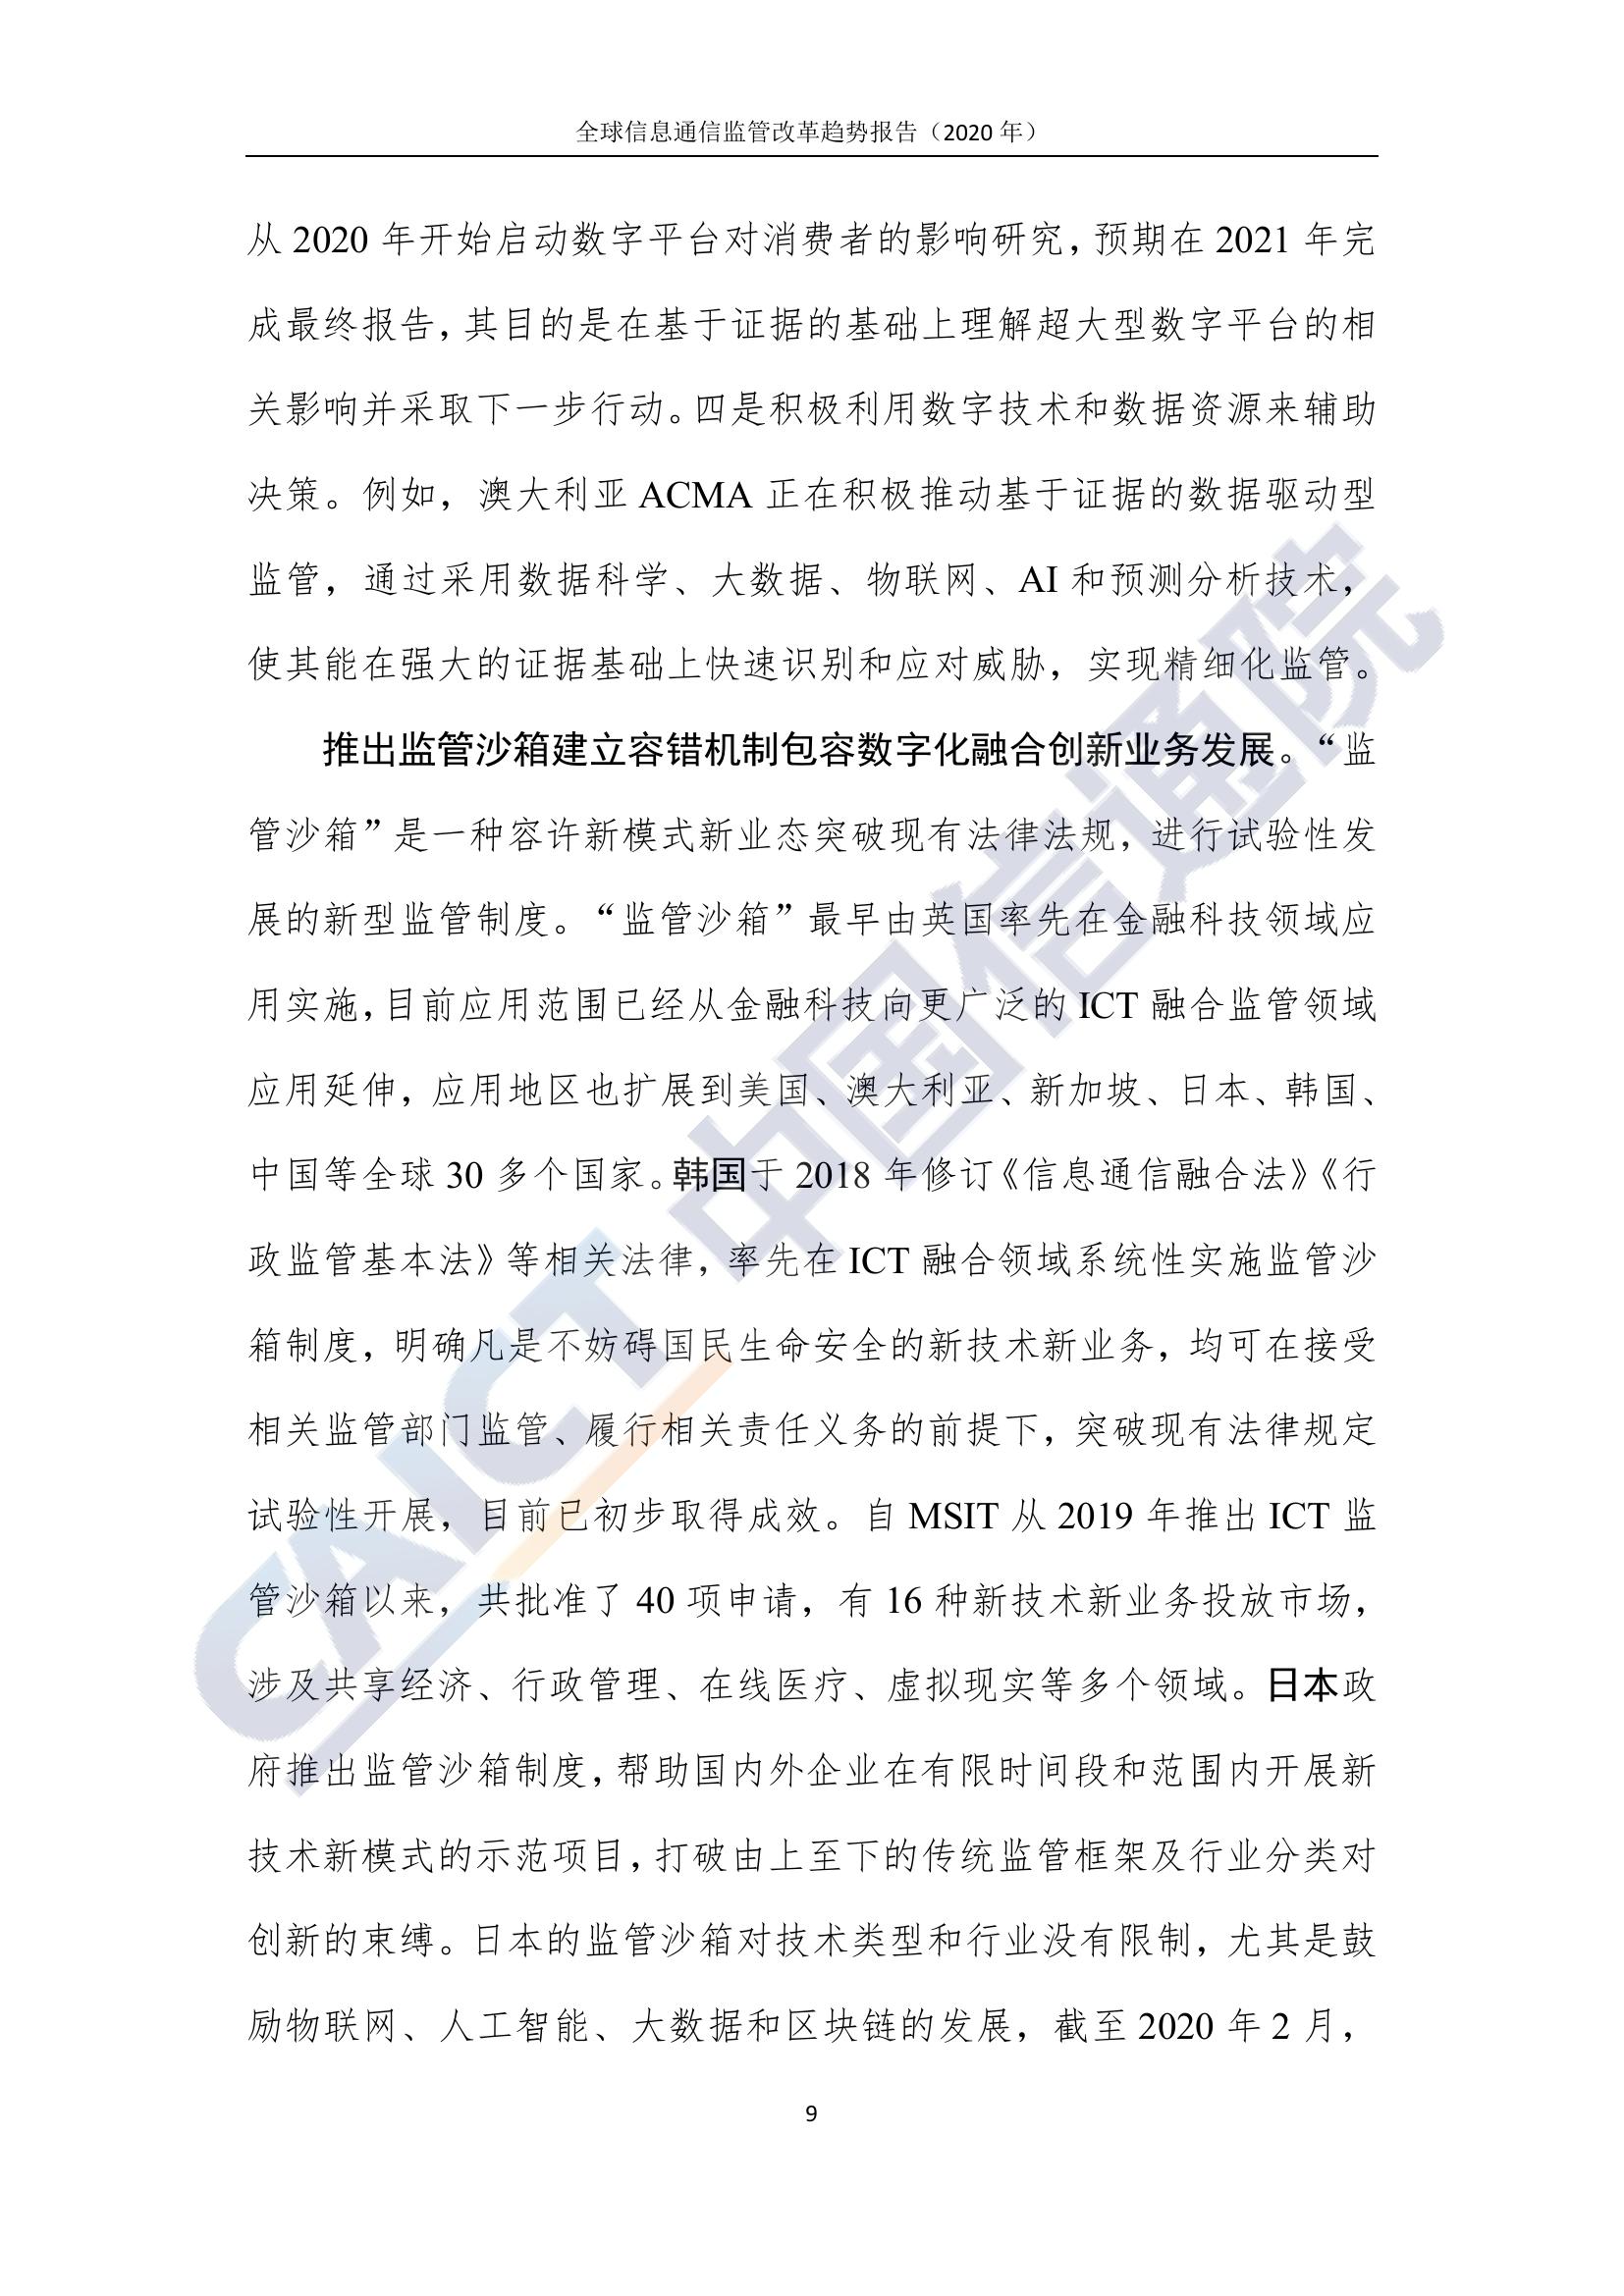 全球信息通信监管改革趋势报告（2020 年）
从 2020 年开始启动数字平台对消费者的影响研究，预期在 2021 年完
成最终报告，其目的是在基于证据的基础上理解超大型数字平台的相
关影响并采取下一步行动。四是积极利用数字技术和数据资源来辅助
决策。例如，澳大利亚 ACMA 正在积极推动基于证据的数据驱动型
监管，通过采用数据科学、大数据、物联网、AI 和预测分析技术，
使其能在强大的证据基础上快速识别和应对威胁，实现精细化监管。
推出监管沙箱建立容错机制包容数字化融合创新业务发展。“监
管沙箱”是一种容许新模式新业态突破现有法律法规，进行试验性发
展的新型监管制度。“监管沙箱”最早由英国率先在金融科技领域应
用实施，目前应用范围已经从金融科技向更广泛的 ICT 融合监管领域
应用延伸，应用地区也扩展到美国、澳大利亚、新加坡、日本、韩国、
中国等全球 30 多个国家。韩国于 2018 年修订《信息通信融合法》《行
政监管基本法》等相关法律，率先在 ICT 融合领域系统性实施监管沙
箱制度，明确凡是不妨碍国民生命安全的新技术新业务，均可在接受
相关监管部门监管、履行相关责任义务的前提下，突破现有法律规定
试验性开展，目前已初步取得成效。自 MSIT 从 2019 年推出 ICT 监
管沙箱以来，共批准了 40 项申请，有 16 种新技术新业务投放市场，
涉及共享经济、行政管理、在线医疗、虚拟现实等多个领域。日本政
府推出监管沙箱制度，帮助国内外企业在有限时间段和范围内开展新
技术新模式的示范项目，打破由上至下的传统监管框架及行业分类对
创新的束缚。日本的监管沙箱对技术类型和行业没有限制，尤其是鼓
励物联网、人工智能、大数据和区块链的发展，截至 2020 年 2 月，
9
CAICT 中国信通院